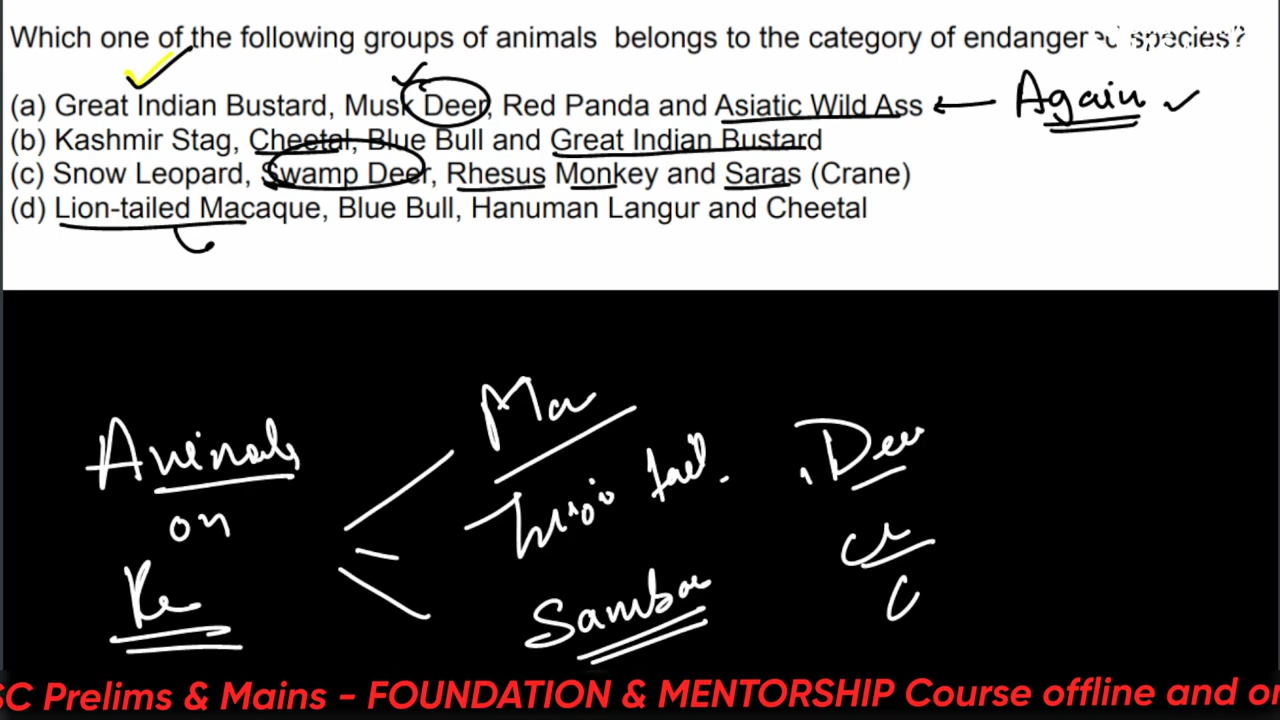 Which one of the following groups of animals belongs to the category of endangered species?
(a) Great Indian Bustard, Musk Deer, Red Panda and Asiatic Wild Ass ← Again ✓
(b) Kashmir Stag, Cheetal, Blue Bull and Great Indian Bustard
(c) Snow Leopard, Swamp Deer, Rhesus Monkey and Saras (Crane)
(d) Lion-tailed Macaque, Blue Bull, Hanuman Langur and Cheetal
Animals
on
Ma
Deer
Sambar
SC Prelims & Mains - FOUNDATION & MENTORSHIP Course offline and on